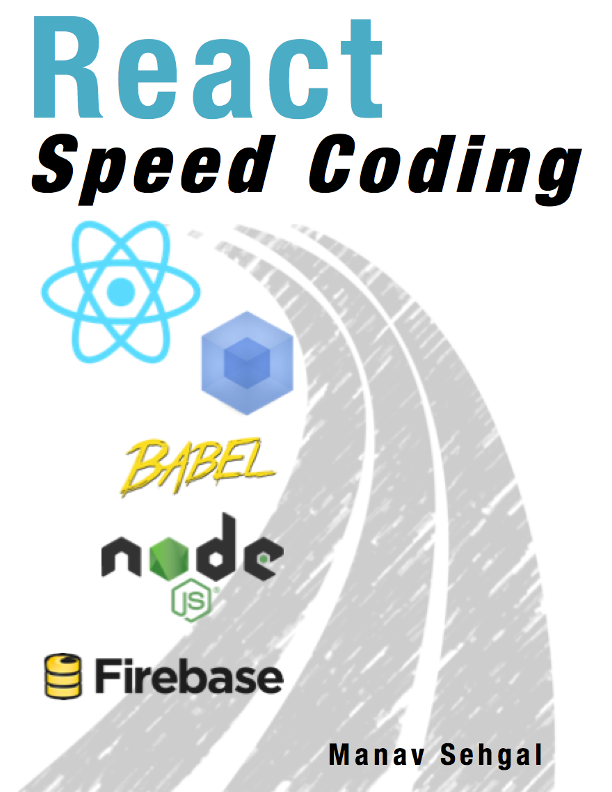 React
Speed Coding
BABEL
node
JS®
Firebase
Manav Sehgal